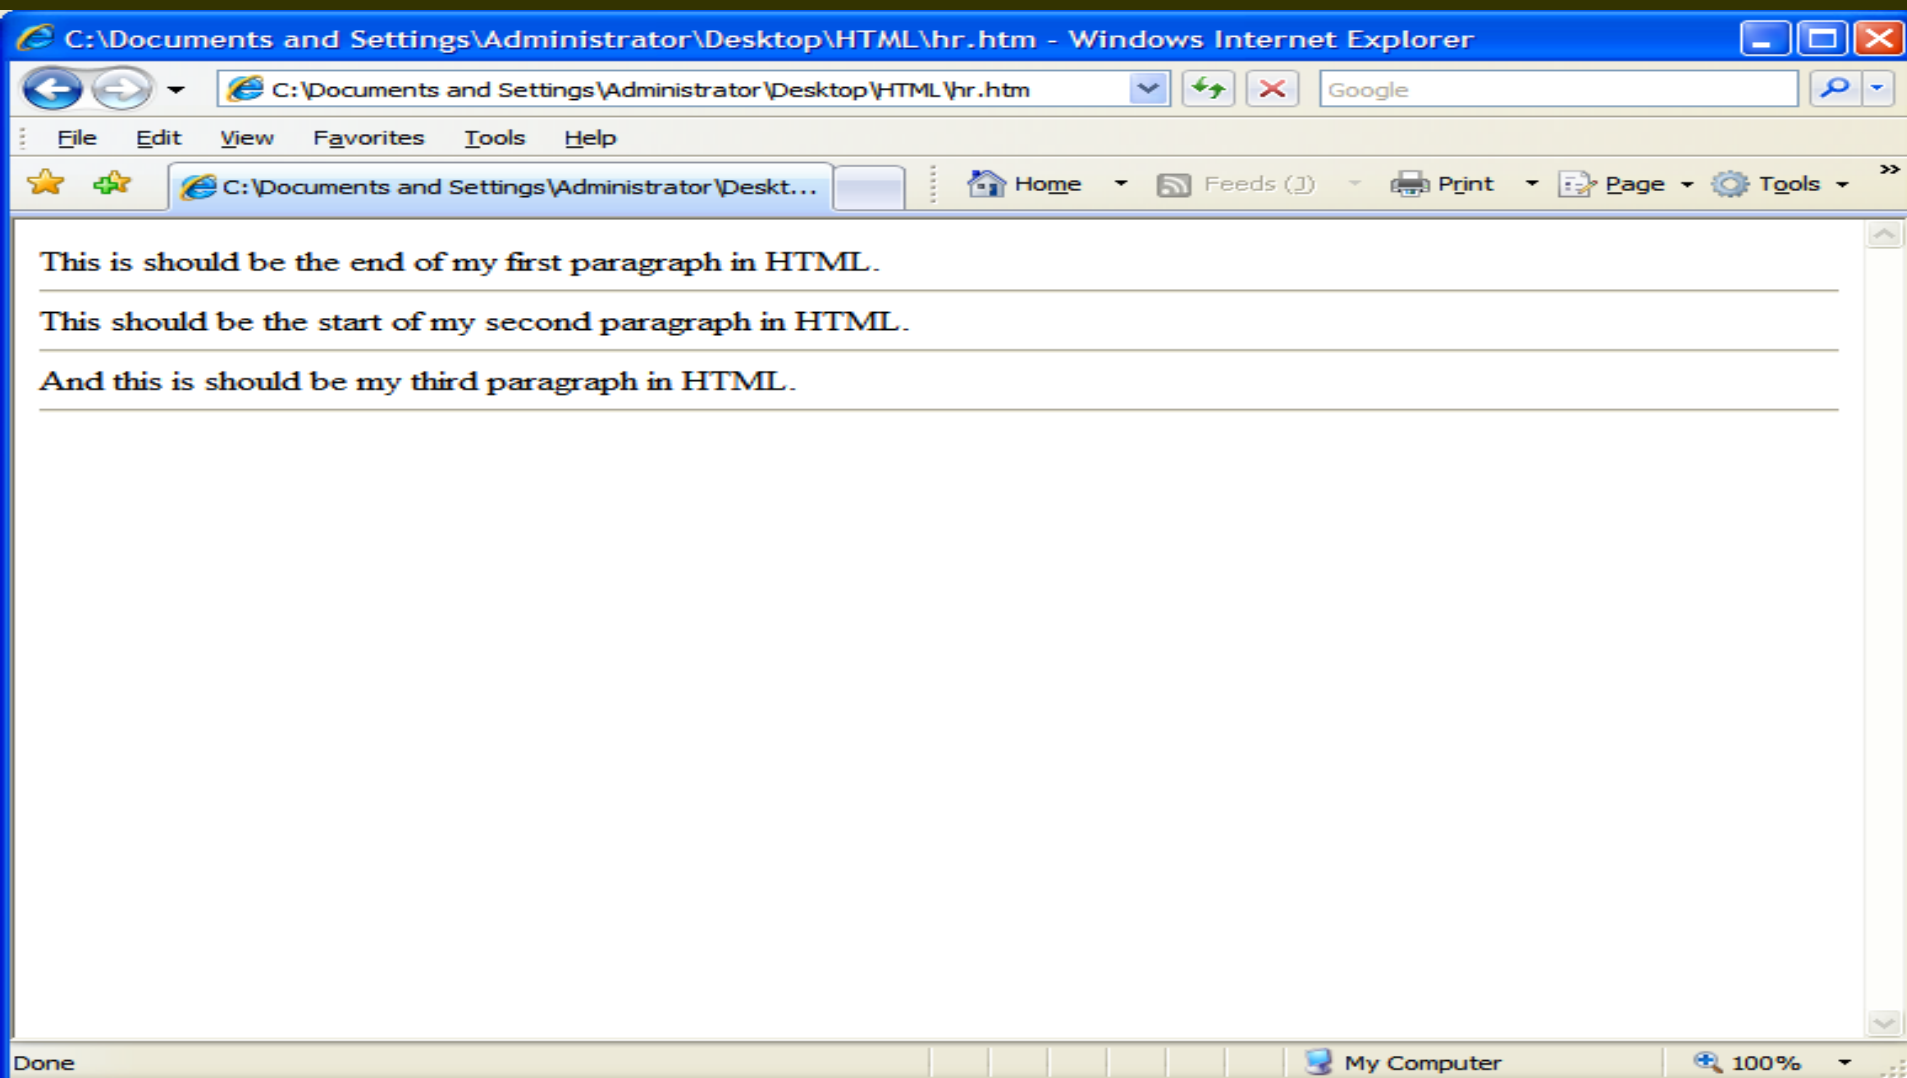 C:\Documents and Settings\Administrator\Desktop\HTML\hr.htm - Windows Internet Explorer
C:\Documents and Settings\Administrator\Desktop\HTML\hr.htm Google
File Edit View Favorites Tools Help
C:\Documents and Settings\Administrator\Deskt... Home Feeds (J) Print Page Tools »
This is should be the end of my first paragraph in HTML.
This should be the start of my second paragraph in HTML.
And this is should be my third paragraph in HTML.
Done My Computer 100%